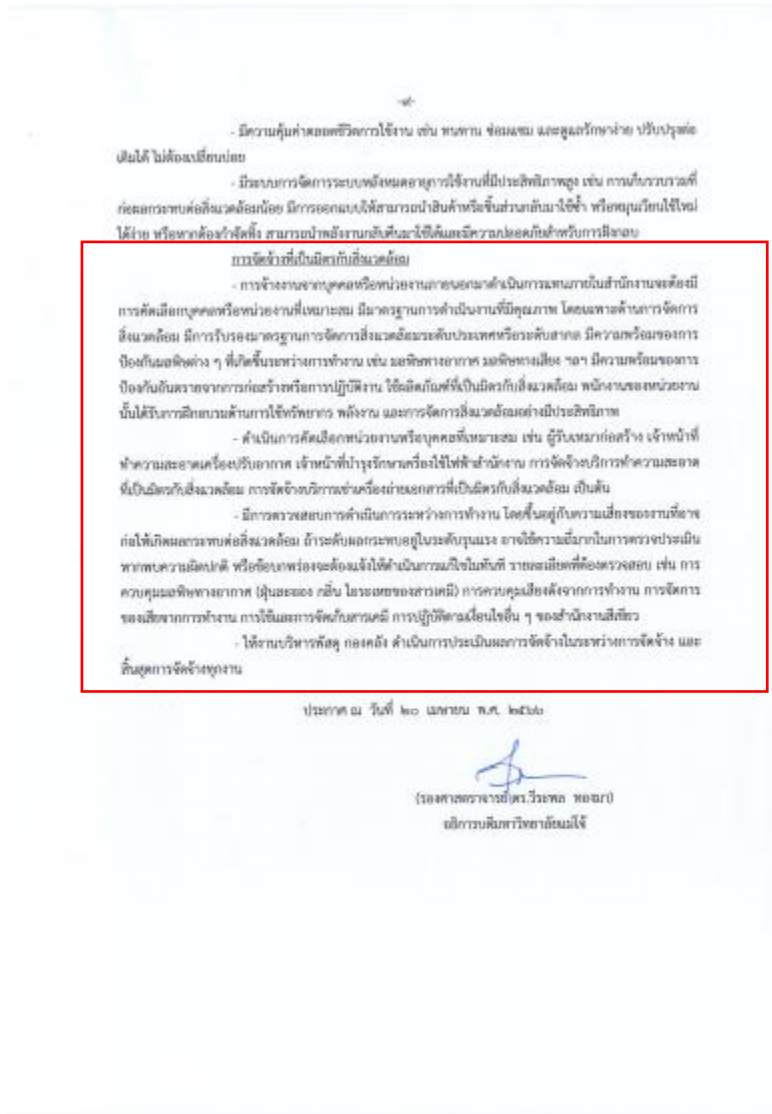 -๙-
- มีความคุ้มค่าตลอดชีวิตการใช้งาน เช่น ทนทาน ซ่อมแซม และดูแลรักษาง่าย ปรับปรุงต่อ
เติมได้ ไม่ต้องเปลี่ยนบ่อย
- มีระบบการจัดการระบบหลังหมดอายุการใช้งานที่มีประสิทธิภาพสูง เช่น การเก็บรวบรวมที่
ก่อผลกระทบต่อสิ่งแวดล้อมน้อย มีการออกแบบให้สามารถนำสินค้าหรือชิ้นส่วนกลับมาใช้ซ้ำ หรือหมุนเวียนใช้ใหม่
ได้ง่าย หรือหากต้องกำจัดทิ้ง สามารถนำพลังงานกลับคืนมาใช้ได้และมีความปลอดภัยสำหรับการฝังกลบ
การจัดจ้างที่เป็นมิตรกับสิ่งแวดล้อม
- การจ้างงานจากบุคคลหรือหน่วยงานภายนอกมาดำเนินการแทนภายในสำนักงานจะต้องมี
การคัดเลือกบุคคลหรือหน่วยงานที่เหมาะสม มีมาตรฐานการดำเนินงานที่มีคุณภาพ โดยเฉพาะด้านการจัดการ
สิ่งแวดล้อม มีการรับรองมาตรฐานการจัดการสิ่งแวดล้อมระดับประเทศหรือระดับสากล มีความพร้อมของการ
ป้องกันมลพิษต่าง ๆ ที่เกิดขึ้นระหว่างการทำงาน เช่น มลพิษทางอากาศ มลพิษทางเสียง ฯลฯ มีความพร้อมของการ
ป้องกันอันตรายจากการก่อสร้างหรือการปฏิบัติงาน ใช้ผลิตภัณฑ์ที่เป็นมิตรกับสิ่งแวดล้อม พนักงานของหน่วยงาน
นั้นได้รับการฝึกอบรมด้านการใช้ทรัพยากร พลังงาน และการจัดการสิ่งแวดล้อมอย่างมีประสิทธิภาพ
- ดำเนินการคัดเลือกหน่วยงานหรือบุคคลที่เหมาะสม เช่น ผู้รับเหมาก่อสร้าง เจ้าหน้าที่
ทำความสะอาดเครื่องปรับอากาศ เจ้าหน้าที่บำรุงรักษาเครื่องใช้ไฟฟ้าสำนักงาน การจัดจ้างบริการทำความสะอาด
ที่เป็นมิตรกับสิ่งแวดล้อม การจัดจ้างบริการเช่าเครื่องถ่ายเอกสารที่เป็นมิตรกับสิ่งแวดล้อม เป็นต้น
- มีการตรวจสอบการดำเนินการระหว่างการทำงาน โดยขึ้นอยู่กับความเสี่ยงของงานที่อาจ
ก่อให้เกิดผลกระทบต่อสิ่งแวดล้อม ถ้าระดับผลกระทบอยู่ในระดับรุนแรง อาจใช้ความถี่มากในการตรวจประเมิน
หากพบความผิดปกติ หรือข้อบกพร่องจะต้องแจ้งให้ดำเนินการแก้ไขในทันที รายละเอียดที่ต้องตรวจสอบ เช่น การ
ควบคุมมลพิษทางอากาศ (ฝุ่นละออง กลิ่น ไอระเหยของสารเคมี) การควบคุมเสียงดังจากการทำงาน การจัดการ
ของเสียจากการทำงาน การใช้และการจัดเก็บสารเคมี การปฏิบัติตามเงื่อนไขอื่น ๆ ของสำนักงานสีเขียว
- ให้งานบริหารพัสดุ กองคลัง ดำเนินการประเมินผลการจัดจ้างในระหว่างการจัดจ้าง และ
สิ้นสุดการจัดจ้างทุกงาน
ประกาศ ณ วันที่ ๒๐ เมษายน พ.ศ. ๒๕๖๖
(รองศาสตราจารย์ ดร.วีระพล ทองมา)
อธิการบดีมหาวิทยาลัยแม่โจ้